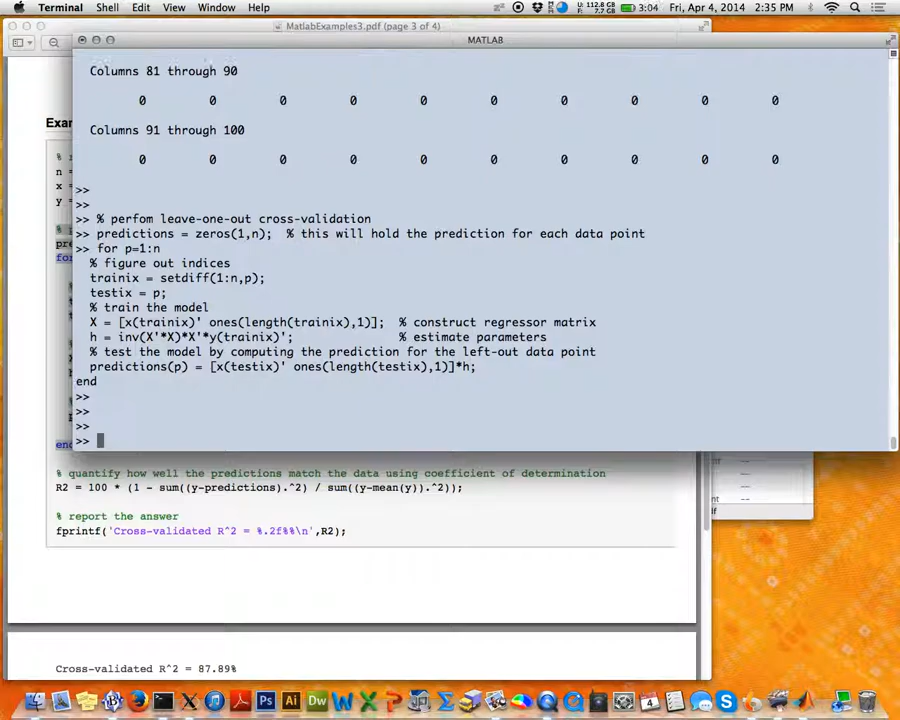 Terminal Shell Edit View Window Help
U: 112.8 GB
F: 7.7 GB
3:04 Fri, Apr 4, 2014 2:35 PM
MatlabExamples3.pdf (page 3 of 4)
MATLAB
Columns 81 through 90
0 0 0 0 0 0 0 0 0 0
Columns 91 through 100
0 0 0 0 0 0 0 0 0 0
>>
>>
>> % perfom leave-one-out cross-validation
>> predictions = zeros(1,n); % this will hold the prediction for each data point
>> for p=1:n
% figure out indices
trainix = setdiff(1:n,p);
testix = p;
% train the model
X = [x(trainix)' ones(length(trainix),1)]; % construct regressor matrix
h = inv(X'*X)*X'*y(trainix)'; % estimate parameters
% test the model by computing the prediction for the left-out data point
predictions(p) = [x(testix)' ones(length(testix),1)]*h;
end
>>
>>
>>
>>
Exa
n =
x =
y =
% quantify how well the predictions match the data using coefficient of determination
R2 = 100 * (1 - sum((y-predictions).^2) / sum((y-mean(y)).^2));
% report the answer
fprintf('Cross-validated R^2 = %.2f%%\n',R2);
Cross-validated R^2 = 87.89%